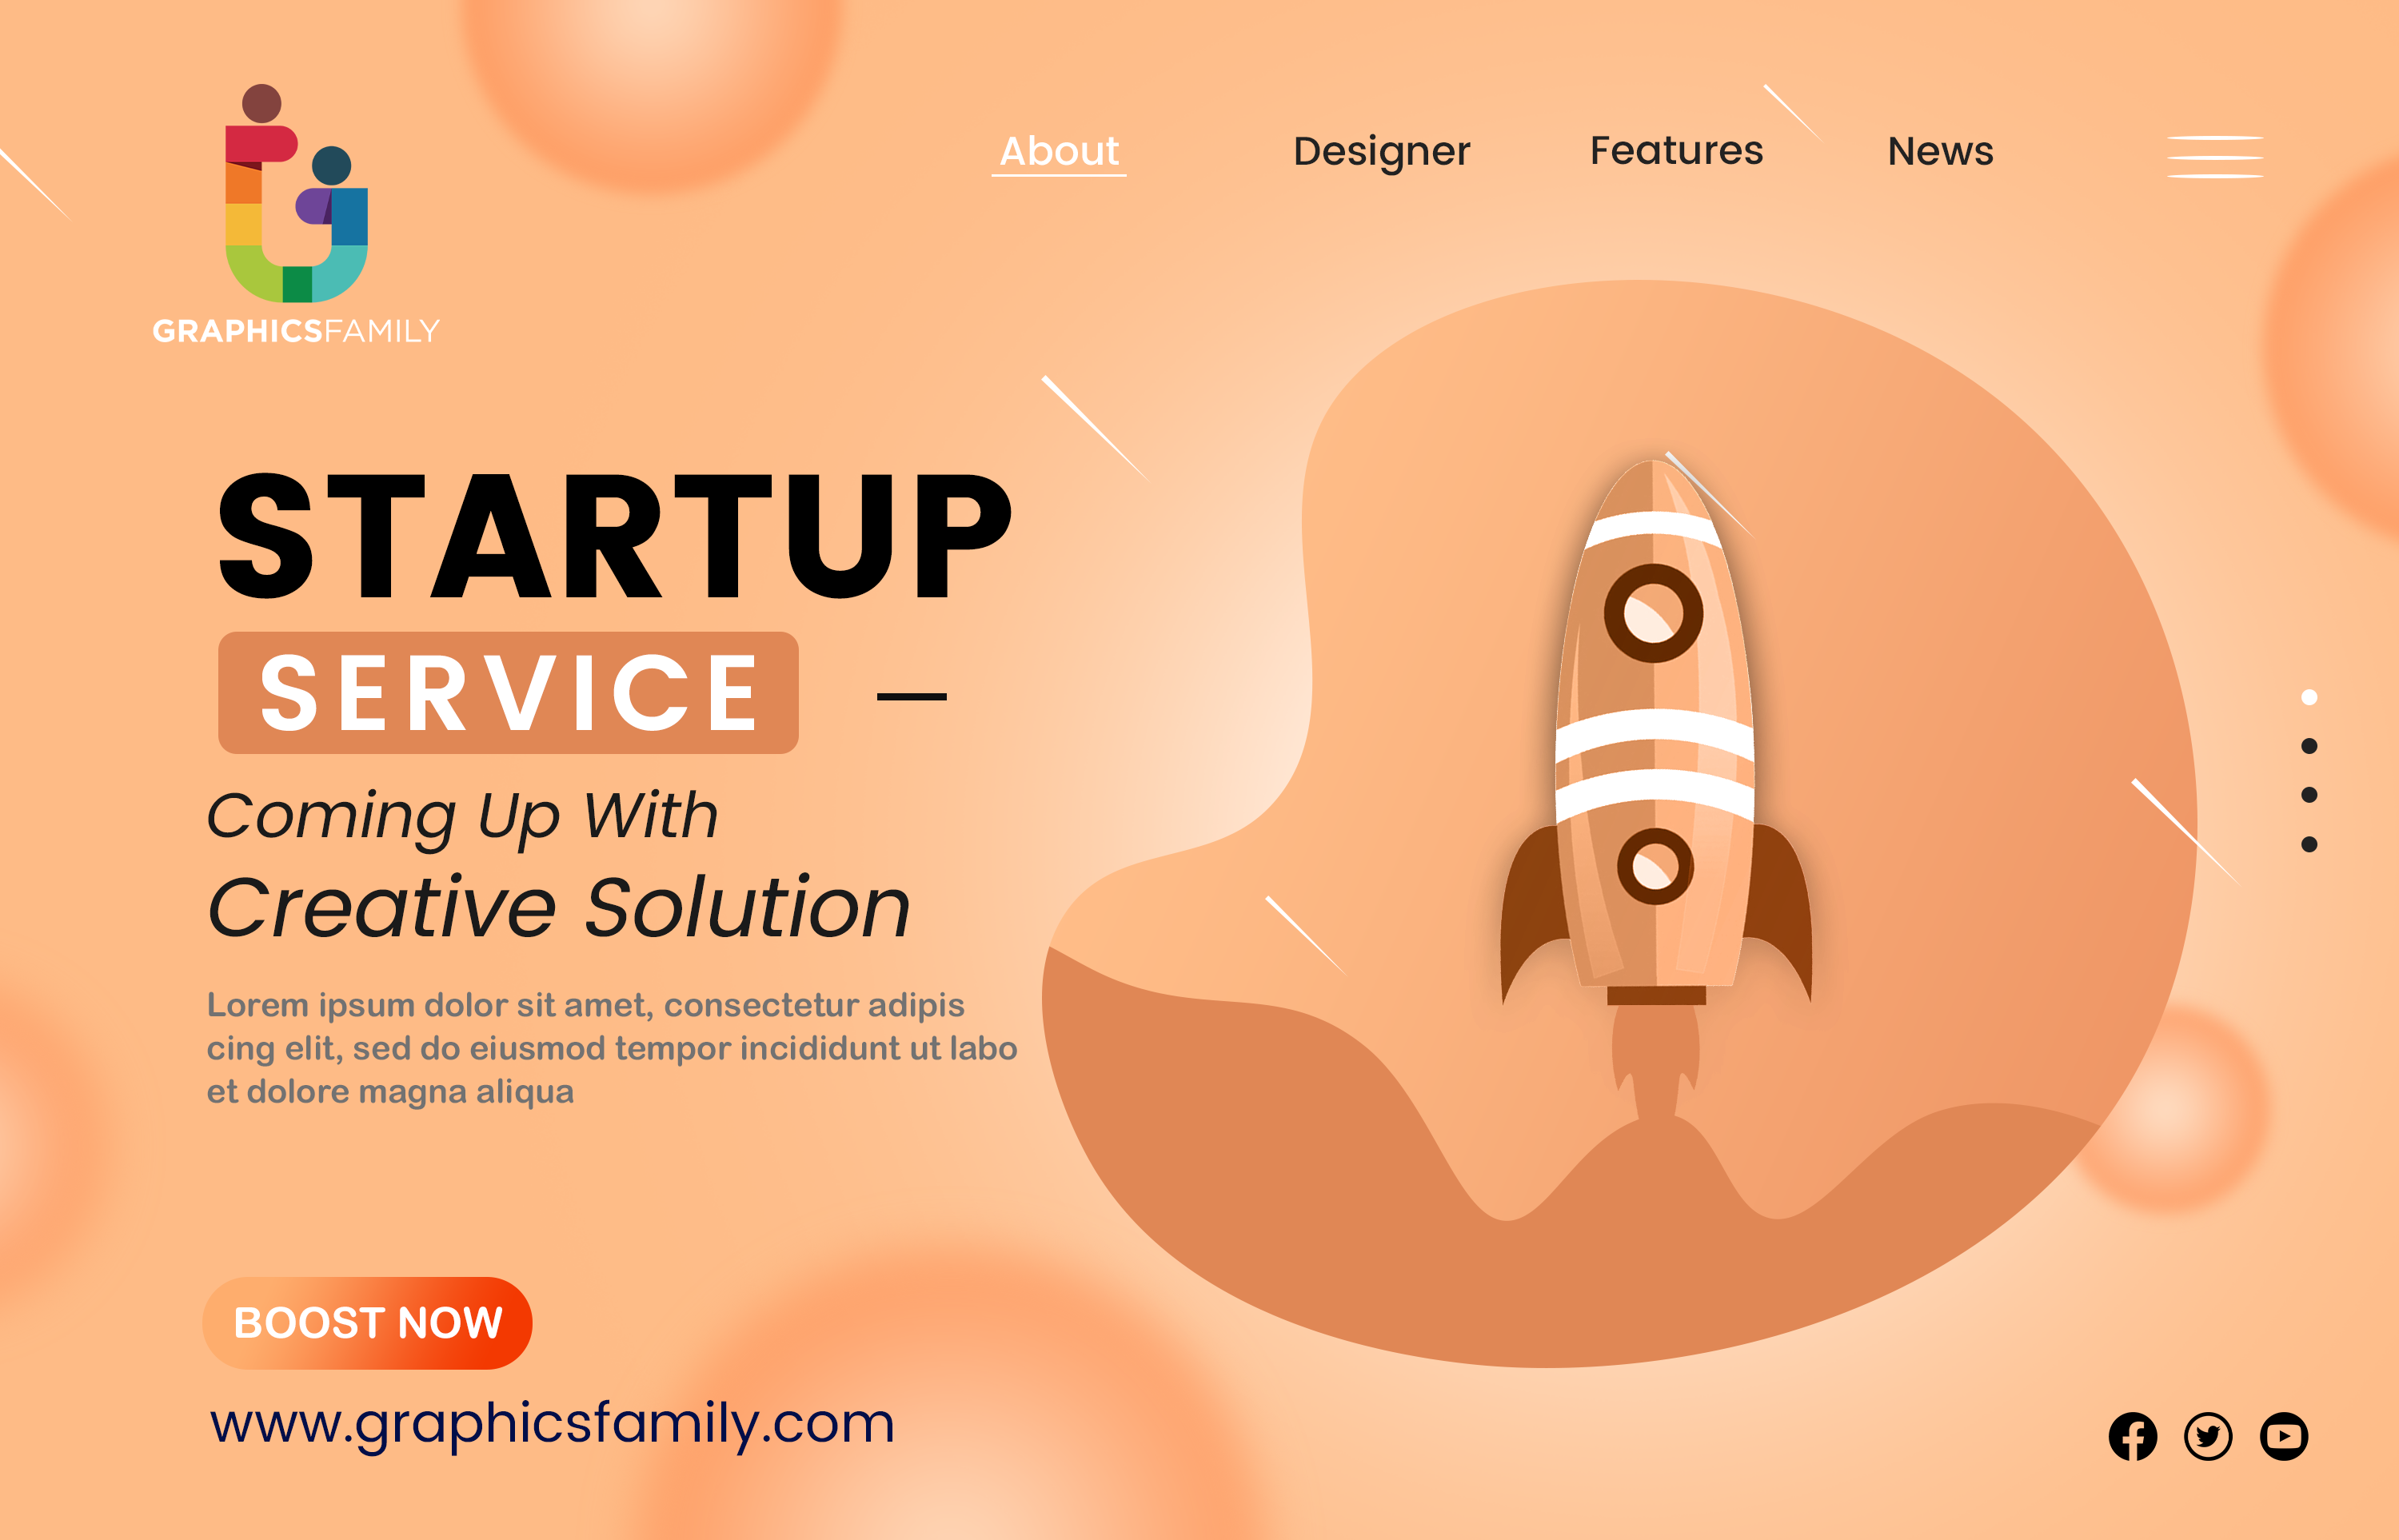 GRAPHICSFAMILY
About Designer Features News
STARTUP
SERVICE
Coming Up With
Creative Solution
Lorem ipsum dolor sit amet, consectetur adipis
cing elit, sed do eiusmod tempor incididunt ut labo
et dolore magna aliqua
BOOST NOW
www.graphicsfamily.com